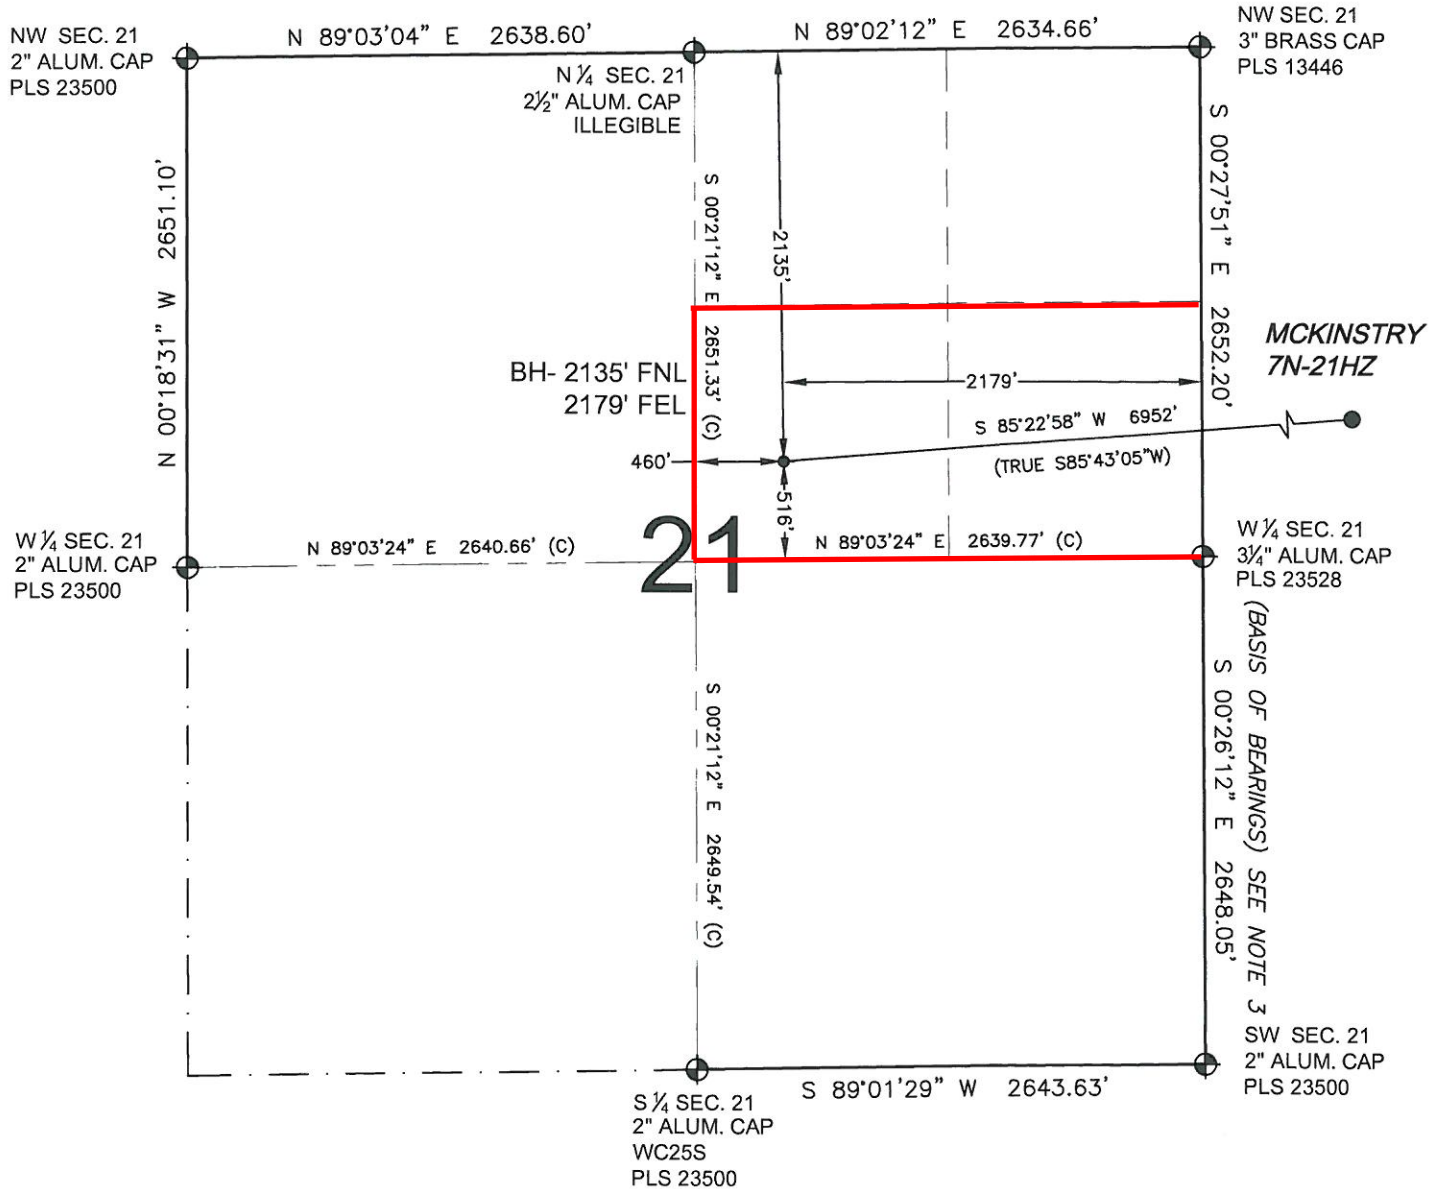 NW SEC. 21
2" ALUM. CAP
PLS 23500
N 89°03'04" E 2638.60'
N 89°02'12" E 2634.66'
NW SEC. 21
3" BRASS CAP
PLS 13446
N ¼ SEC. 21
2½" ALUM. CAP
ILLEGIBLE
N 00°18'31" W 2651.10'
S 00°21'12" E 2651.33' (C)
2135'
S 00°27'51" E 2652.20'
MCKINSTRY
7N-21HZ
BH- 2135' FNL
2179' FEL
2179'
S 85°22'58" W 6952'
(TRUE S85°43'05"W)
460'
516'
21
W ¼ SEC. 21
2" ALUM. CAP
PLS 23500
N 89°03'24" E 2640.66' (C)
N 89°03'24" E 2639.77' (C)
W ¼ SEC. 21
3¼" ALUM. CAP
PLS 23528
S 00°21'12" E 2649.54' (C)
S 00°26'12" E 2648.05'
(BASIS OF BEARINGS) SEE NOTE 3
SW SEC. 21
2" ALUM. CAP
PLS 23500
S 89°01'29" W 2643.63'
S ¼ SEC. 21
2" ALUM. CAP
WC25S
PLS 23500